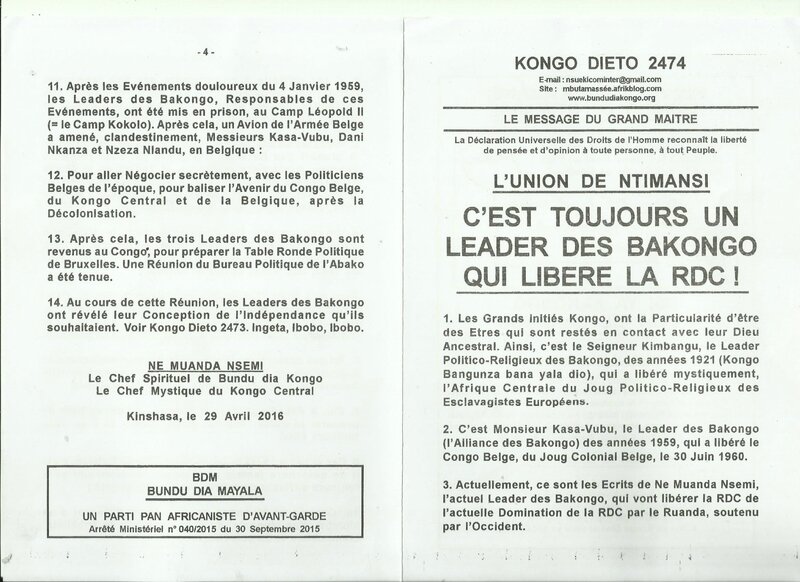 - 4 -
11. Après les Evénements douloureux du 4 Janvier 1959,
les Leaders des Bakongo, Responsables de ces
Evénements, ont été mis en prison, au Camp Léopold II
(= le Camp Kokolo). Après cela, un Avion de l'Armée Belge
a amené, clandestinement, Messieurs Kasa-Vubu, Dani
Nkanza et Nzeza Nlandu, en Belgique :
12. Pour aller Négocier secrètement, avec les Politiciens
Belges de l'époque, pour baliser l'Avenir du Congo Belge,
du Kongo Central et de la Belgique, après la
Décolonisation.
13. Après cela, les trois Leaders des Bakongo sont
revenus au Congo, pour préparer la Table Ronde Politique
de Bruxelles. Une Réunion du Bureau Politique de l'Abako
a été tenue.
14. Au cours de cette Réunion, les Leaders des Bakongo
ont révélé leur Conception de l'Indépendance qu'ils
souhaitaient. Voir Kongo Dieto 2473. Ingeta, Ibobo, Ibobo.
NE MUANDA NSEMI
Le Chef Spirituel de Bundu dia Kongo
Le Chef Mystique du Kongo Central
Kinshasa, le 29 Avril 2016
BDM
BUNDU DIA MAYALA
UN PARTI PAN AFRICANISTE D'AVANT-GARDE
Arrêté Ministériel n° 040/2015 du 30 Septembre 2015
KONGO DIETO 2474
E-mail : nsuekicominter@gmail.com
Site : mbutamassée.afrikblog.com
www.bundudiakongo.org
LE MESSAGE DU GRAND MAITRE
La Déclaration Universelle des Droits de l'Homme reconnaît la liberté
de pensée et d'opinion à toute personne, à tout Peuple.
L'UNION DE NTIMANSI
C'EST TOUJOURS UN
LEADER DES BAKONGO
QUI LIBERE LA RDC !
1. Les Grands initiés Kongo, ont la Particularité d'être
des Etres qui sont restés en contact avec leur Dieu
Ancestral. Ainsi, c'est le Seigneur Kimbangu, le Leader
Politico-Religieux des Bakongo, des années 1921 (Kongo
Bangunza bana yala dio), qui a libéré mystiquement,
l'Afrique Centrale du Joug Politico-Religieux des
Esclavagistes Européens.
2. C'est Monsieur Kasa-Vubu, le Leader des Bakongo
(l'Alliance des Bakongo) des années 1959, qui a libéré le
Congo Belge, du Joug Colonial Belge, le 30 Juin 1960.
3. Actuellement, ce sont les Ecrits de Ne Muanda Nsemi,
l'actuel Leader des Bakongo, qui vont libérer la RDC de
l'actuelle Domination de la RDC par le Ruanda, soutenu
par l'Occident.